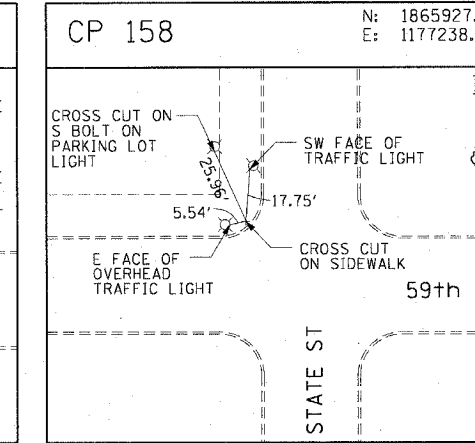 CP 158
N: 1865927.
E: 1177238.
CROSS CUT ON
S BOLT ON
PARKING LOT
LIGHT
SW FACE OF
TRAFFIC LIGHT
25.96'
17.75'
5.54'
E FACE OF
OVERHEAD
TRAFFIC LIGHT
CROSS CUT
ON SIDEWALK
59th
STATE ST